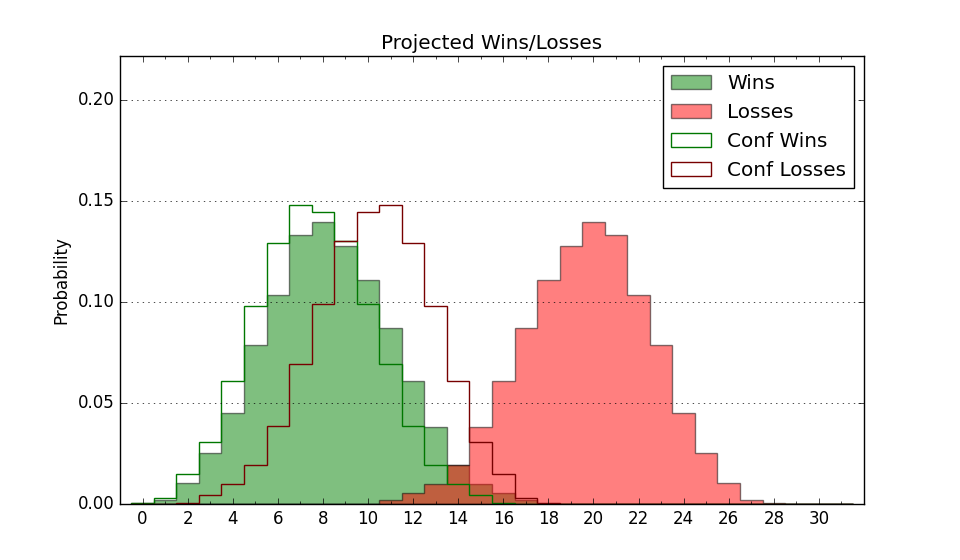 Projected Wins/Losses
Wins
Losses
Conf Wins
Conf Losses
Probability
0.20
0.15
0.10
0.05
0.00
0 2 4 6 8 10 12 14 16 18 20 22 24 26 28 30